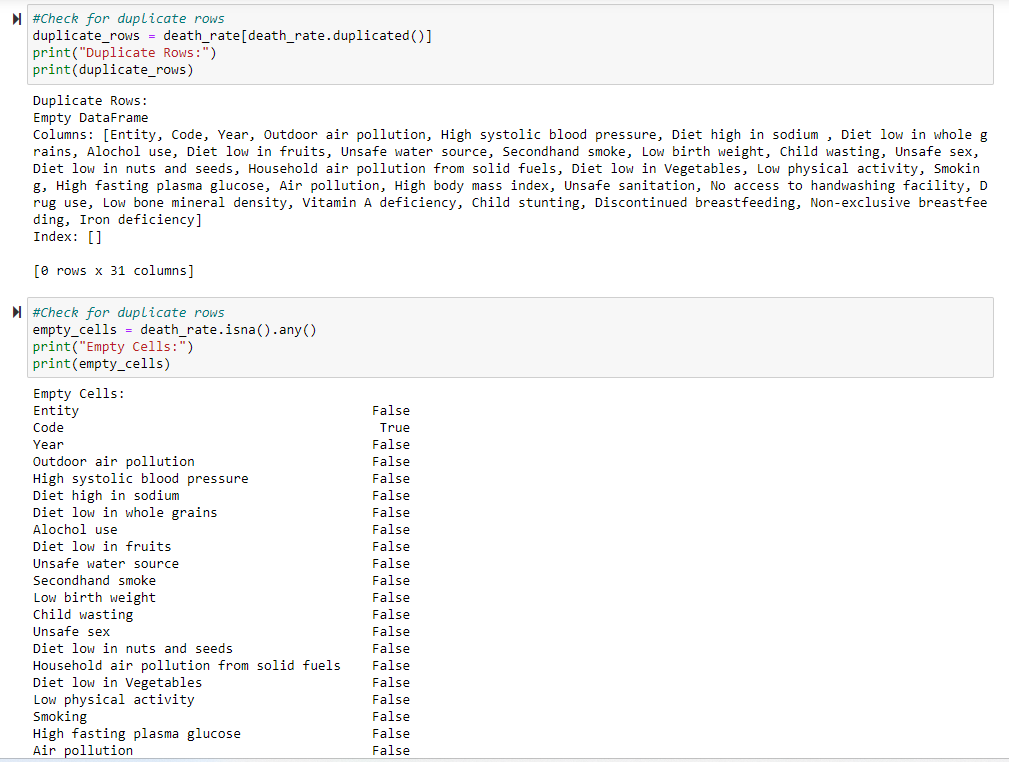 #Check for duplicate rows
duplicate_rows = death_rate[death_rate.duplicated()]
print("Duplicate Rows:")
print(duplicate_rows)
Duplicate Rows:
Empty DataFrame
Columns: [Entity, Code, Year, Outdoor air pollution, High systolic blood pressure, Diet high in sodium , Diet low in whole g
rains, Alochol use, Diet low in fruits, Unsafe water source, Secondhand smoke, Low birth weight, Child wasting, Unsafe sex,
Diet low in nuts and seeds, Household air pollution from solid fuels, Diet low in Vegetables, Low physical activity, Smokin
g, High fasting plasma glucose, Air pollution, High body mass index, Unsafe sanitation, No access to handwashing facility, D
rug use, Low bone mineral density, Vitamin A deficiency, Child stunting, Discontinued breastfeeding, Non-exclusive breastfee
ding, Iron deficiency]
Index: []
[0 rows x 31 columns]
#Check for duplicate rows
empty_cells = death_rate.isna().any()
print("Empty Cells:")
print(empty_cells)
Empty Cells:
Entity False
Code True
Year False
Outdoor air pollution False
High systolic blood pressure False
Diet high in sodium False
Diet low in whole grains False
Alochol use False
Diet low in fruits False
Unsafe water source False
Secondhand smoke False
Low birth weight False
Child wasting False
Unsafe sex False
Diet low in nuts and seeds False
Household air pollution from solid fuels False
Diet low in Vegetables False
Low physical activity False
Smoking False
High fasting plasma glucose False
Air pollution False